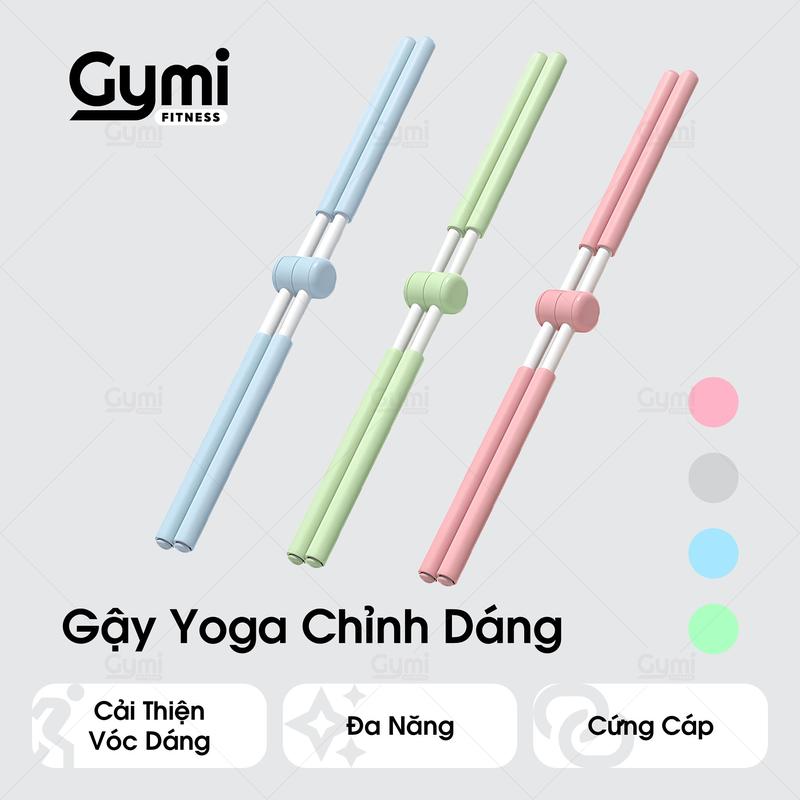 Gymi
FITNESS
Gậy Yoga Chỉnh Dáng
Cải Thiện
Vóc Dáng
Đa Năng
Cứng Cáp